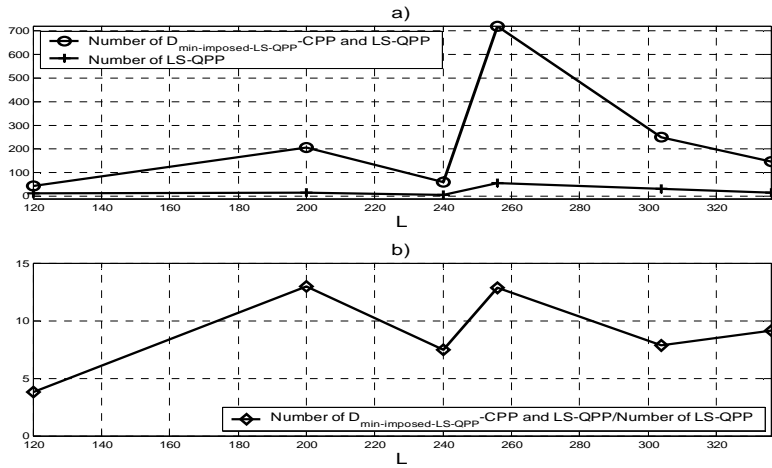 a)
700
600
500
400
300
200
100
0
Number of D_min-imposed-LS-QPP-CPP and LS-QPP
Number of LS-QPP
120 140 160 180 200 220 240 260 280 300 320
L
b)
15
10
5
0
Number of D_min-imposed-LS-QPP-CPP and LS-QPP/Number of LS-QPP
120 140 160 180 200 220 240 260 280 300 320
L